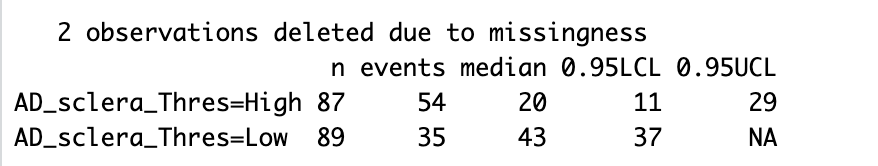 2 observations deleted due to missingness
n events median 0.95LCL 0.95UCL
AD_sclera_Thres=High 87 54 20 11 29
AD_sclera_Thres=Low 89 35 43 37 NA